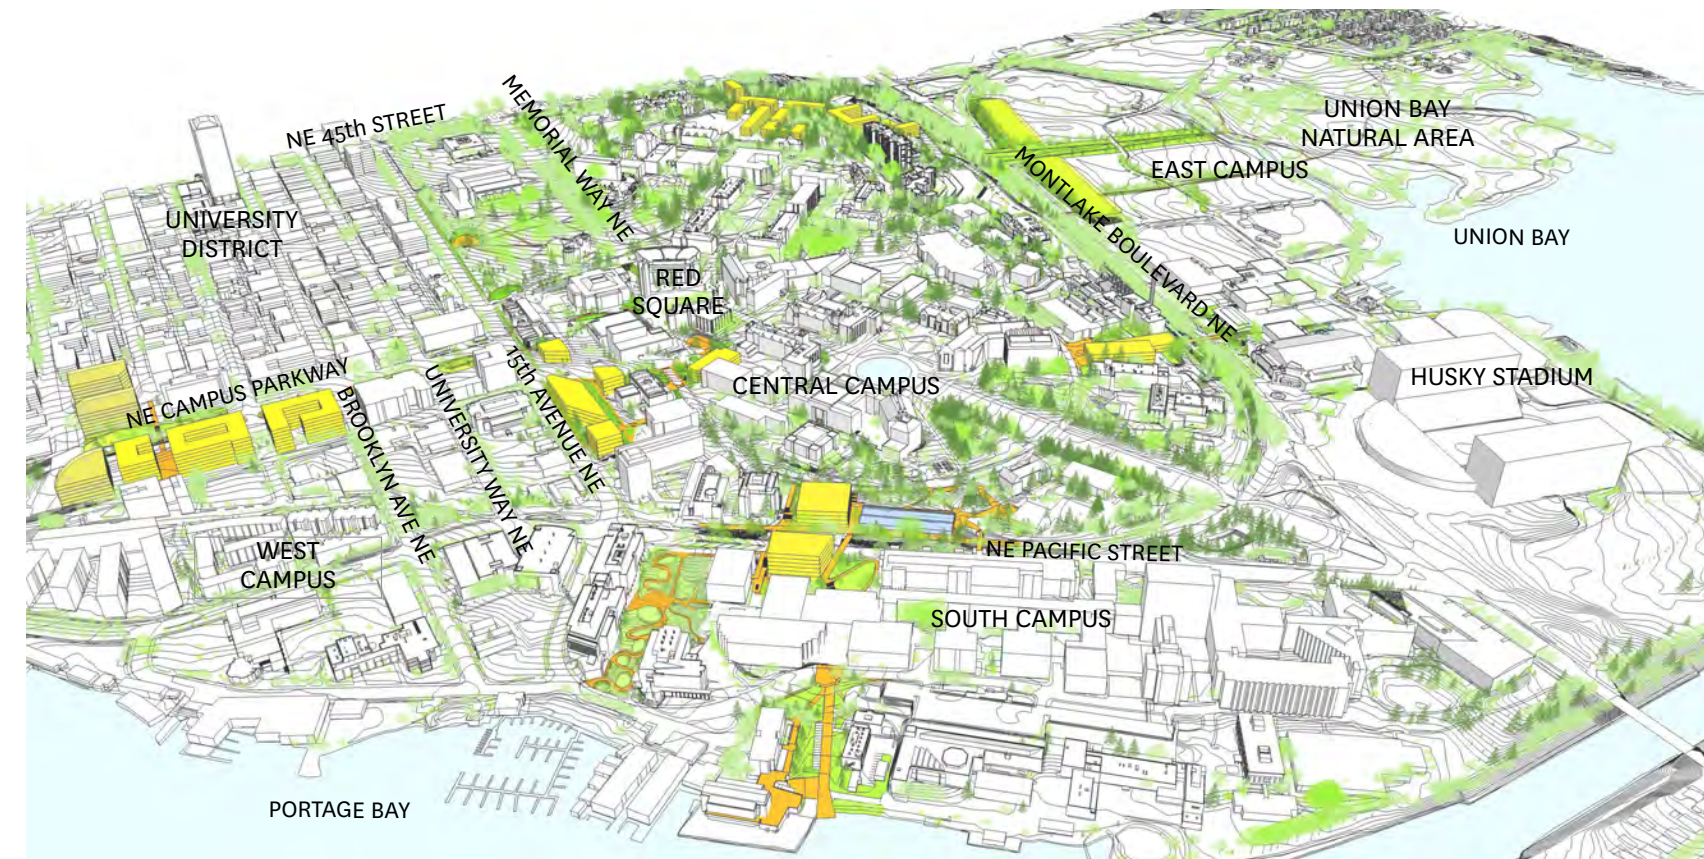 NE 45th STREET
MEMORIAL WAY NE
UNION BAY
NATURAL AREA
EAST CAMPUS
MONTLAKE BOULEVARD NE
UNIVERSITY
DISTRICT
UNION BAY
RED
SQUARE
NE CAMPUS PARKWAY
BROOKLYN AVE NE
UNIVERSITY WAY NE
15th AVENUE NE
CENTRAL CAMPUS
HUSKY STADIUM
WEST
CAMPUS
NE PACIFIC STREET
SOUTH CAMPUS
PORTAGE BAY